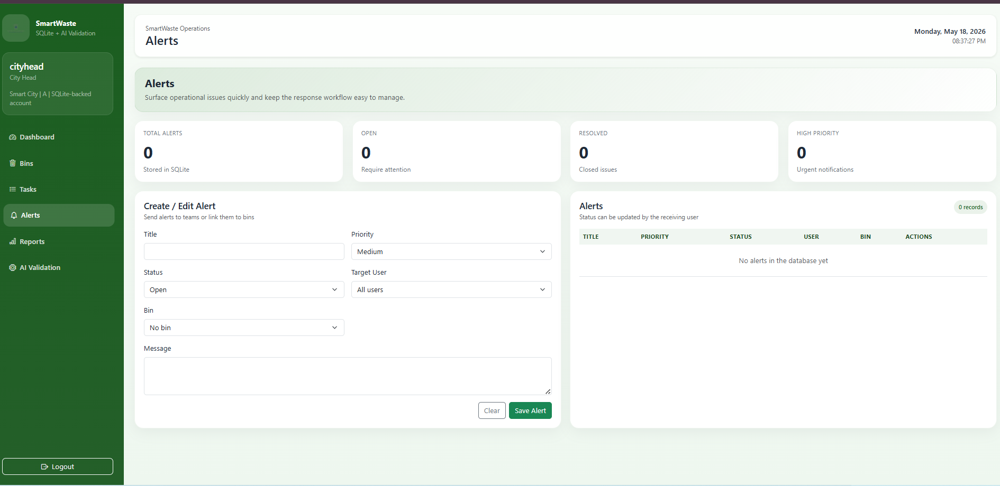 SmartWaste
SQLite + AI Validation
cityhead
City Head
Smart City | A | SQLite-backed
account
Dashboard
Bins
Tasks
Alerts
Reports
AI Validation
Logout
SmartWaste Operations
Alerts
Monday, May 18, 2026
08:37:27 PM
Alerts
Surface operational issues quickly and keep the response workflow easy to manage.
TOTAL ALERTS
0
Stored in SQLite
OPEN
0
Require attention
RESOLVED
0
Closed issues
HIGH PRIORITY
0
Urgent notifications
Create / Edit Alert
Send alerts to teams or link them to bins
Title
Priority
Medium
Status
Target User
Open
All users
Bin
No bin
Message
Clear
Save Alert
Alerts
0 records
Status can be updated by the receiving user
TITLE PRIORITY STATUS USER BIN ACTIONS
No alerts in the database yet